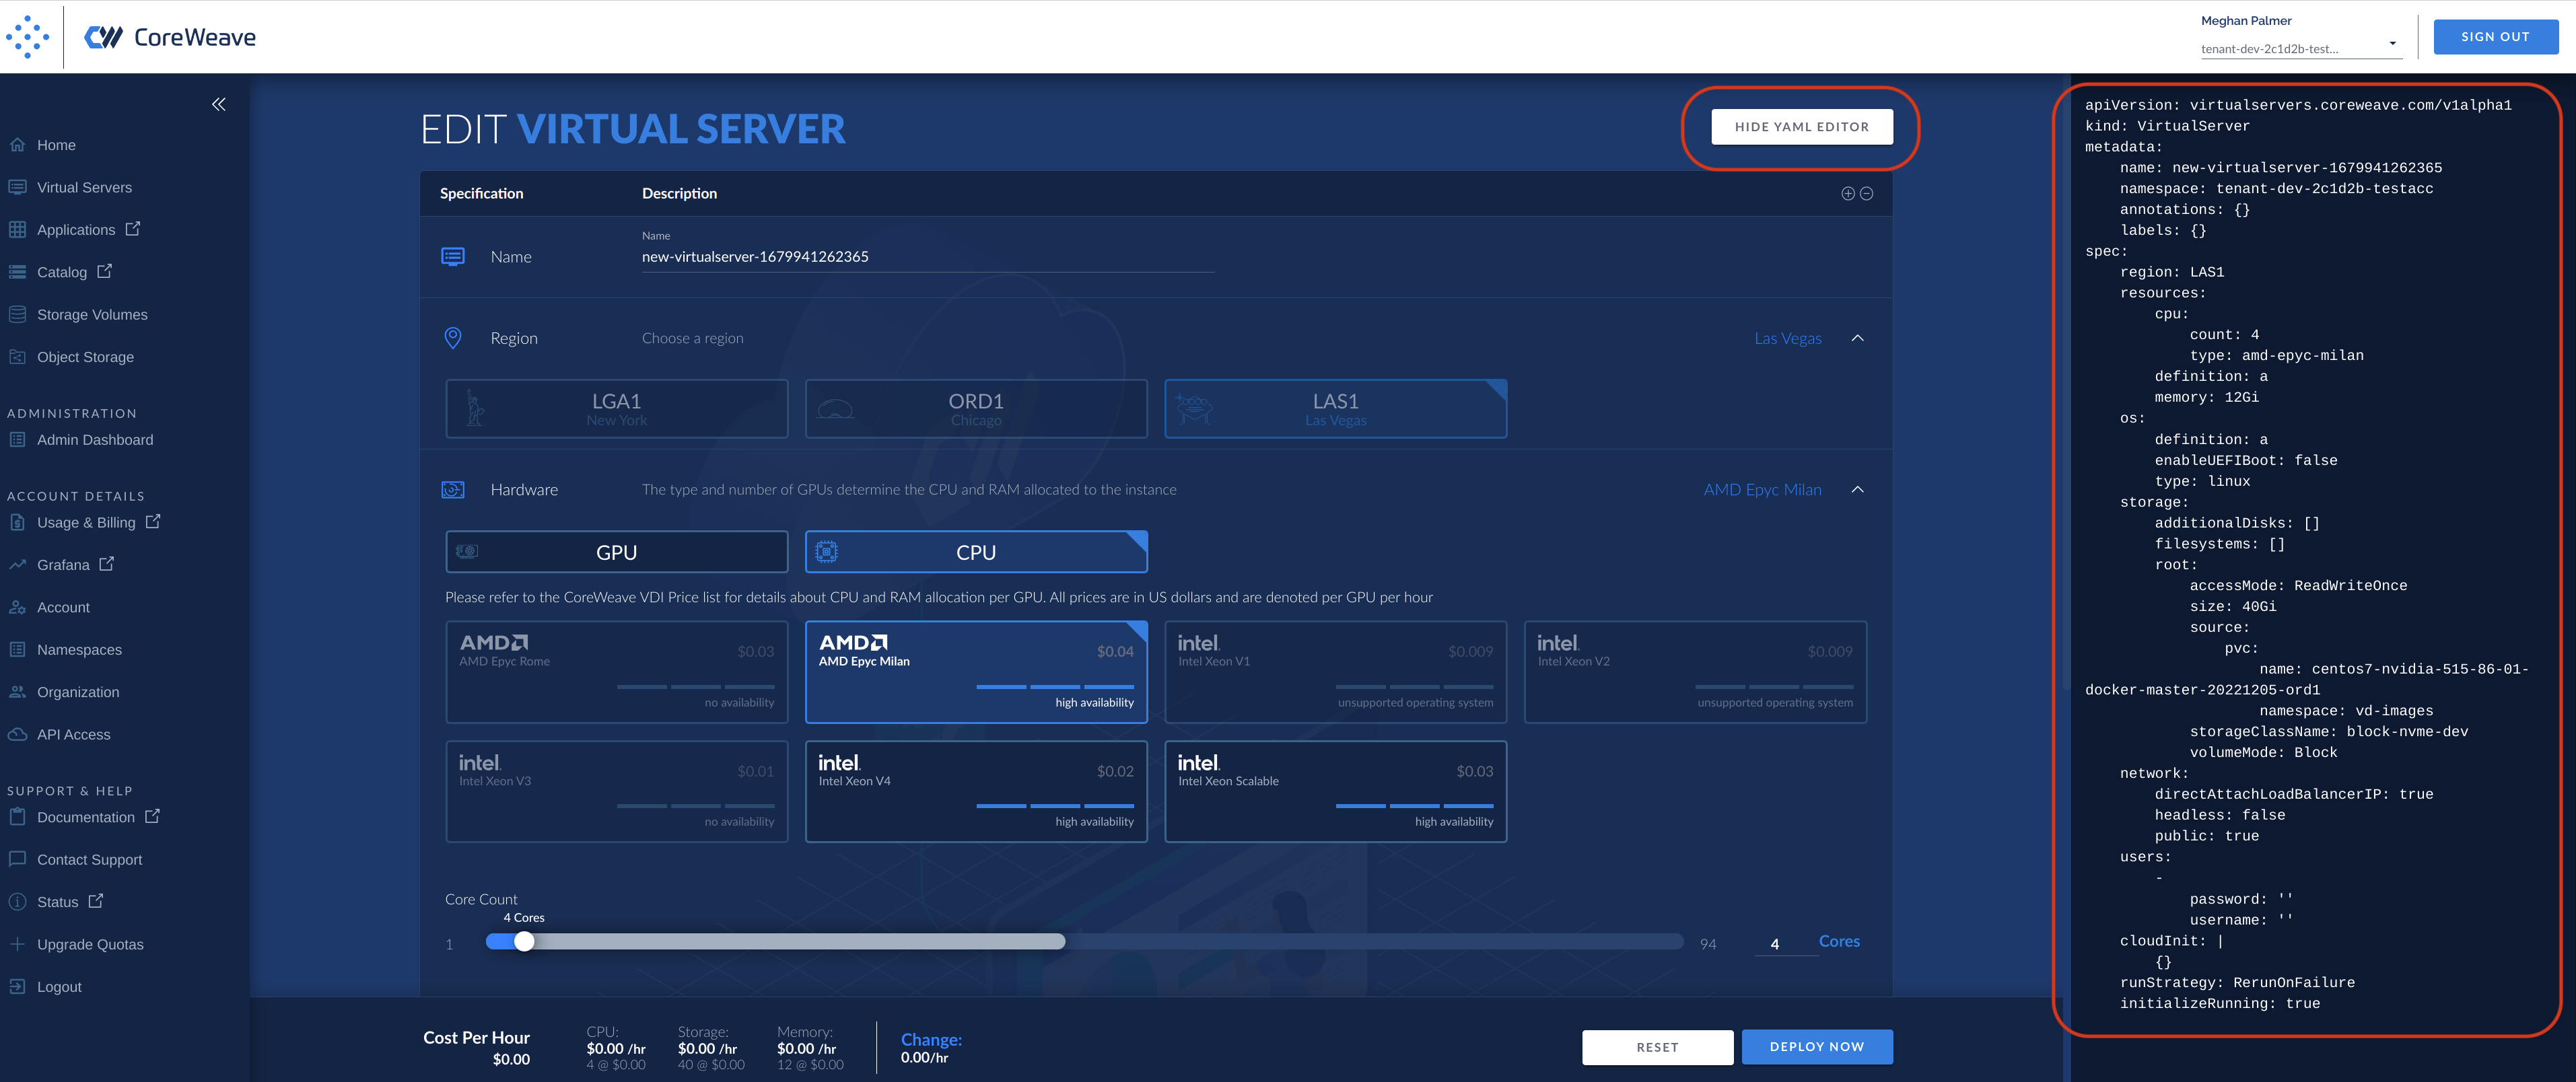 CoreWeave
Meghan Palmer
tenant-dev-2c1d2b-test...
SIGN OUT
Home
Virtual Servers
Applications
Catalog
Storage Volumes
Object Storage
ADMINISTRATION
Admin Dashboard
ACCOUNT DETAILS
Usage & Billing
Grafana
Account
Namespaces
Organization
API Access
SUPPORT & HELP
Documentation
Contact Support
Status
Upgrade Quotas
Logout
EDIT VIRTUAL SERVER
HIDE YAML EDITOR
Specification Description
Name
Name
new-virtualserver-1679941262365
Region Choose a region Las Vegas
LGA1
New York
ORD1
Chicago
LAS1
Las Vegas
Hardware The type and number of GPUs determine the CPU and RAM allocated to the instance AMD Epyc Milan
GPU
CPU
Please refer to the CoreWeave VDI Price list for details about CPU and RAM allocation per GPU. All prices are in US dollars and are denoted per GPU per hour
AMD
AMD Epyc Rome
$0.03
no availability
AMD
AMD Epyc Milan
$0.04
high availability
intel.
Intel Xeon V1
$0.009
unsupported operating system
intel.
Intel Xeon V2
$0.009
unsupported operating system
intel.
Intel Xeon V3
$0.01
no availability
intel.
Intel Xeon V4
$0.02
high availability
intel.
Intel Xeon Scalable
$0.03
high availability
Core Count
4 Cores
1 94 4 Cores
Cost Per Hour
$0.00
CPU:
$0.00 /hr
4 @ $0.00
Storage:
$0.00 /hr
40 @ $0.00
Memory:
$0.00 /hr
12 @ $0.00
Change:
0.00/hr
RESET
DEPLOY NOW
apiVersion: virtualservers.coreweave.com/v1alpha1
kind: VirtualServer
metadata:
name: new-virtualserver-1679941262365
namespace: tenant-dev-2c1d2b-testacc
annotations: {}
labels: {}
spec:
region: LAS1
resources:
cpu:
count: 4
type: amd-epyc-milan
definition: a
memory: 12Gi
os:
definition: a
enableUEFIBoot: false
type: linux
storage:
additionalDisks: []
filesystems: []
root:
accessMode: ReadWriteOnce
size: 40Gi
source:
pvc:
name: centos7-nvidia-515-86-01-
docker-master-20221205-ord1
namespace: vd-images
storageClassName: block-nvme-dev
volumeMode: Block
network:
directAttachLoadBalancerIP: true
headless: false
public: true
users:
-
password: ''
username: ''
cloudInit: |
{}
runStrategy: RerunOnFailure
initializeRunning: true